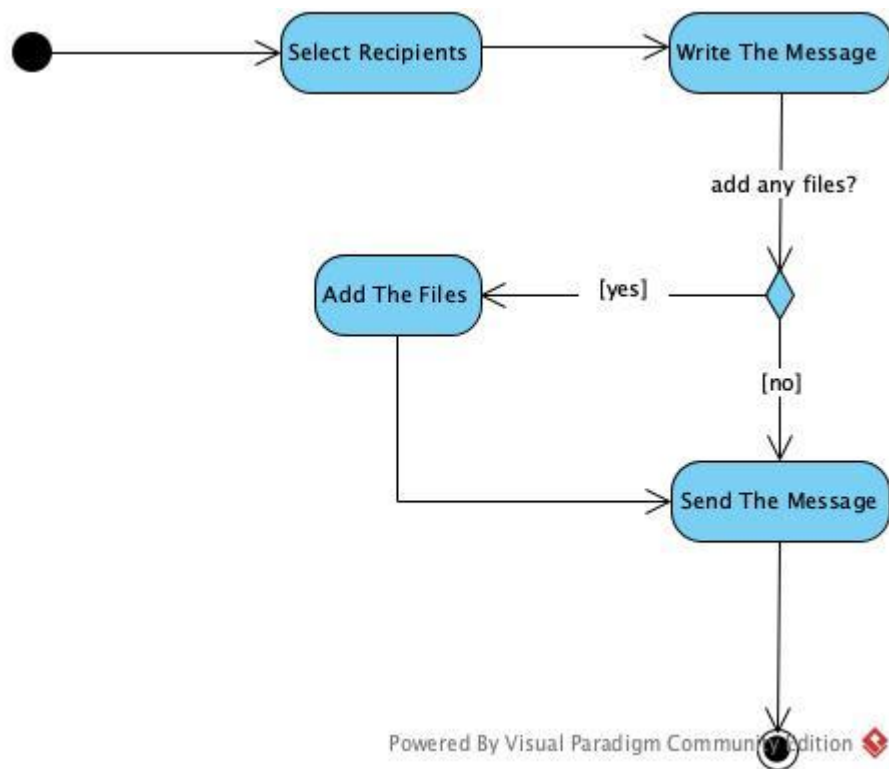 Select Recipients
Write The Message
add any files?
Add The Files
[yes]
[no]
Send The Message
Powered By Visual Paradigm Community Edition